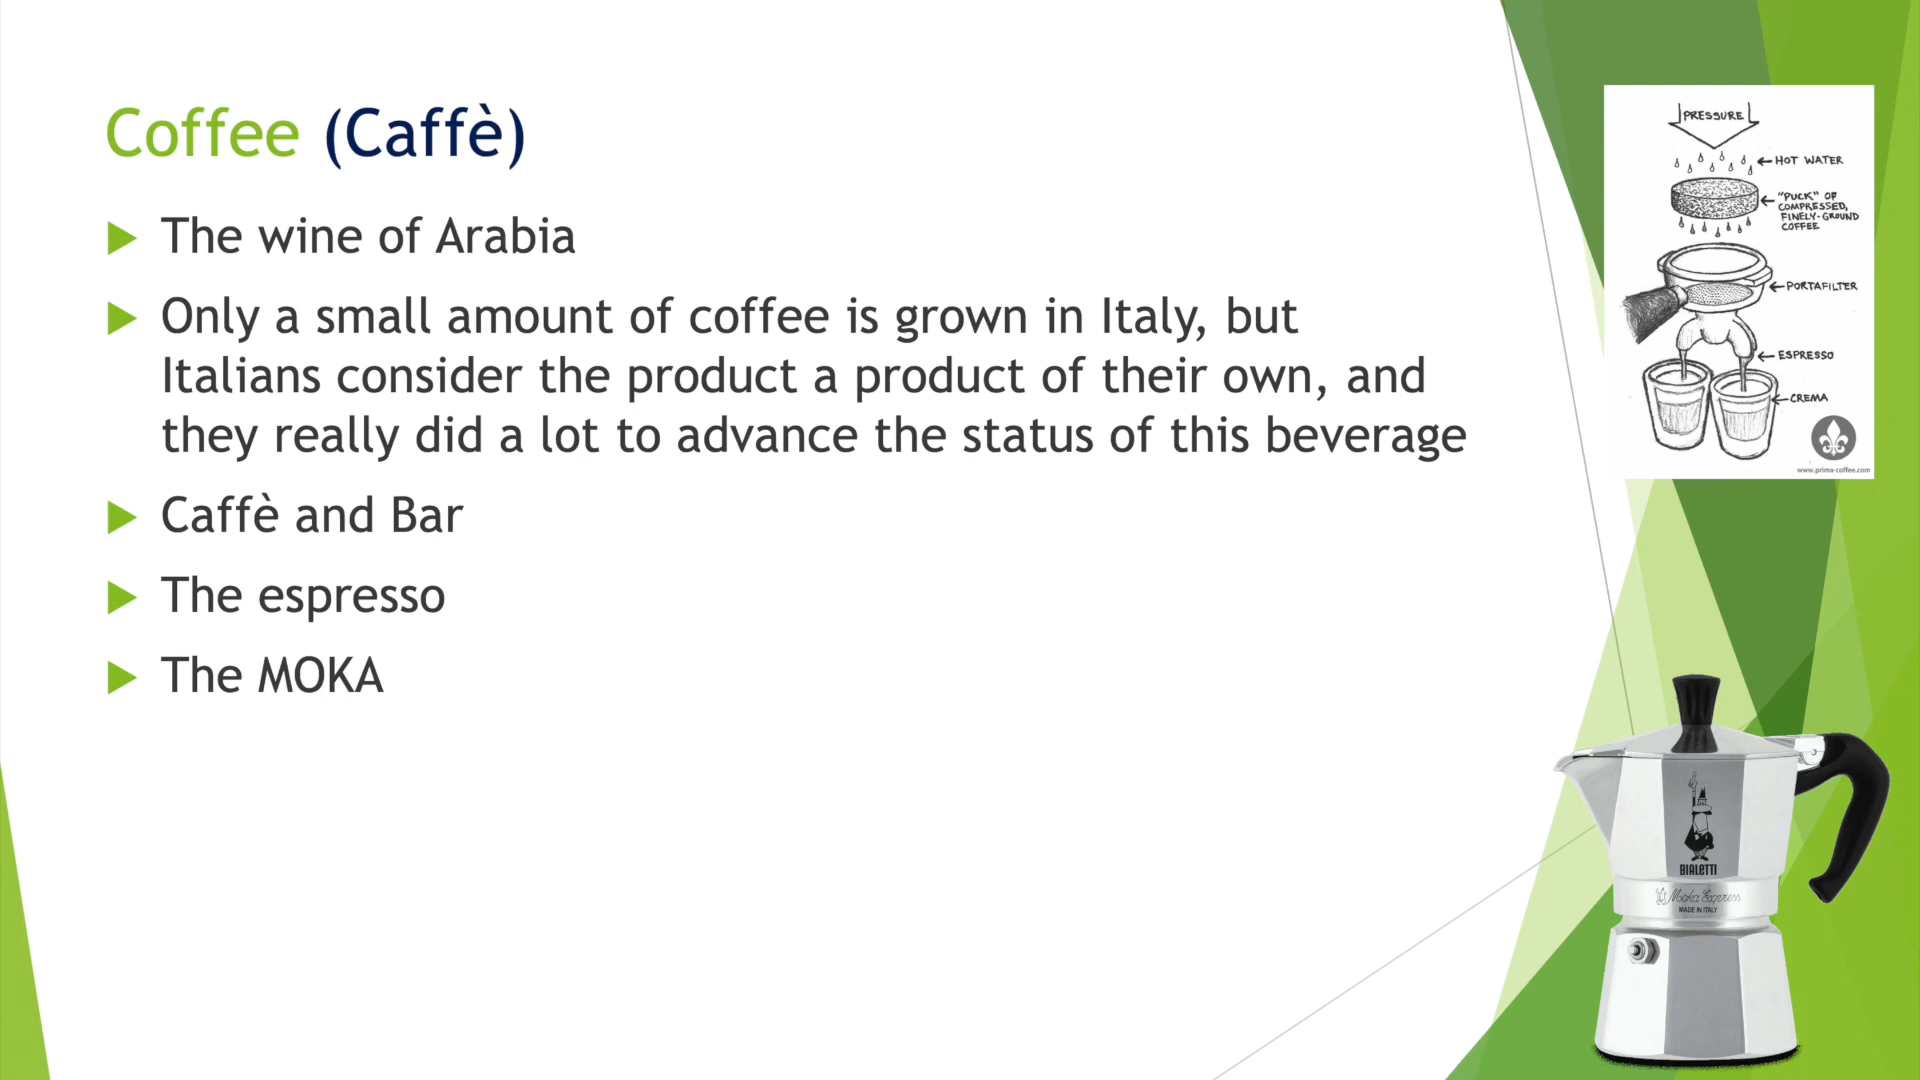 Coffee (Caffè)
The wine of Arabia
Only a small amount of coffee is grown in Italy, but
Italians consider the product a product of their own, and
they really did a lot to advance the status of this beverage
Caffè and Bar
The espresso
The MOKA
PRESSURE
HOT WATER
"PUCK" OF
COMPRESSED,
FINELY-GROUND
COFFEE
PORTAFILTER
ESPRESSO
CREMA
www.prima-coffee.com
BIALETTI
Moka Express
MADE IN ITALY